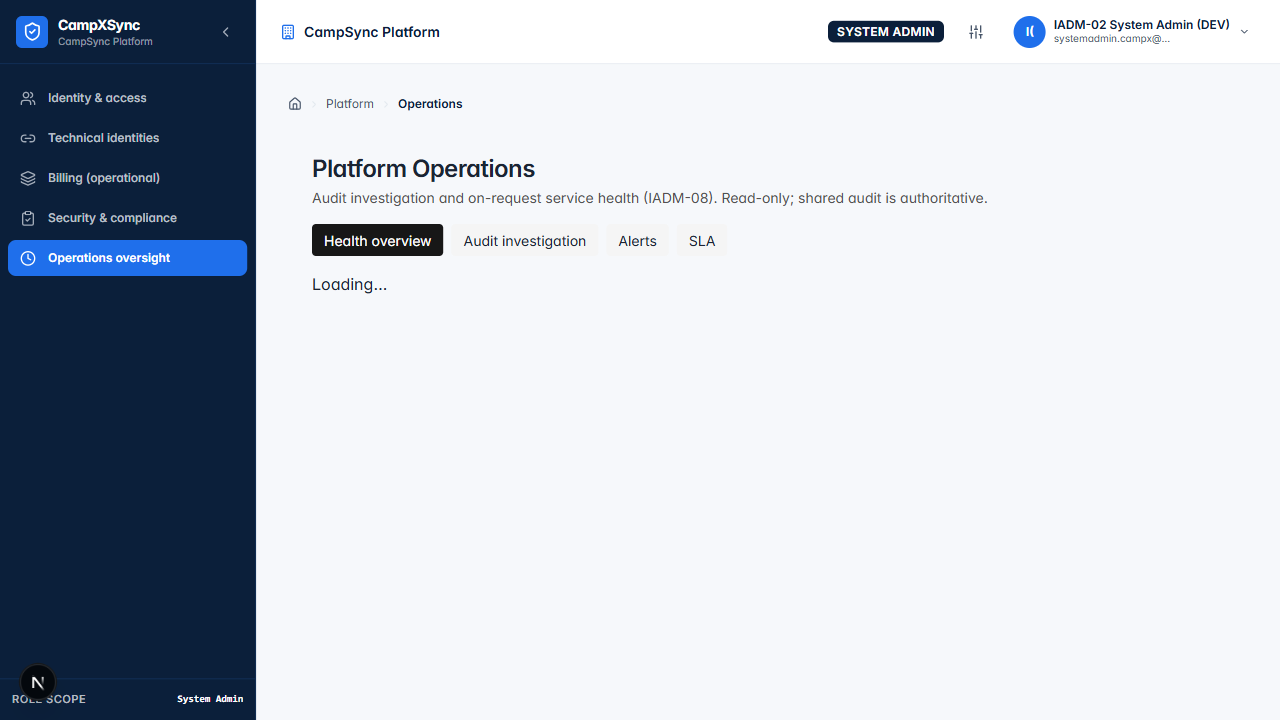 CampXSync
CampSync Platform
Identity & access
Technical identities
Billing (operational)
Security & compliance
Operations oversight
System Admin
CampSync Platform
SYSTEM ADMIN
I(
IADM-02 System Admin (DEV)
systemadmin.campx@...
Platform
Operations
Platform Operations
Audit investigation and on-request service health (IADM-08). Read-only; shared audit is authoritative.
Health overview
Audit investigation
Alerts
SLA
Loading...
N
SCOPE